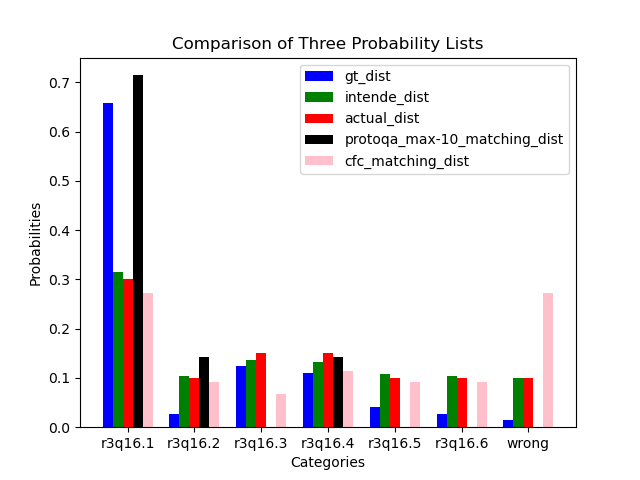 Comparison of Three Probability Lists
gt_dist
intende_dist
actual_dist
protoqa_max-10_matching_dist
cfc_matching_dist
Probabilities
0.7
0.6
0.5
0.4
0.3
0.2
0.1
0.0
r3q16.1 r3q16.2 r3q16.3 r3q16.4 r3q16.5 r3q16.6 wrong
Categories